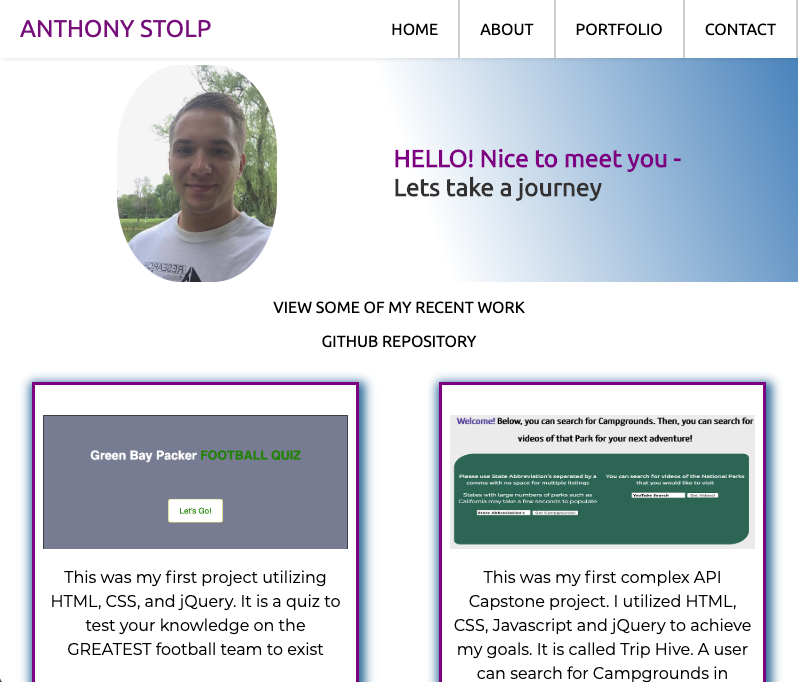 ANTHONY STOLP
HOME
ABOUT
PORTFOLIO
CONTACT
HELLO! Nice to meet you -
Lets take a journey
VIEW SOME OF MY RECENT WORK
GITHUB REPOSITORY
Green Bay Packer FOOTBALL QUIZ
Let's Go!
This was my first project utilizing
HTML, CSS, and jQuery. It is a quiz to
test your knowledge on the
GREATEST football team to exist
Welcome! Below, you can search for Campgrounds. Then, you can search for
videos of that Park for your next adventure!
Please use State Abbreviation's separated by a
comma with no space for multiple listings
States with large numbers of parks such as
California may take a few seconds to populate
State Abbreviation's
Get Campgrounds!
You can search for videos of the National Parks
that you would like to visit
YouTube Search
Get Videos!
This was my first complex API
Capstone project. I utilized HTML,
CSS, Javascript and jQuery to achieve
my goals. It is called Trip Hive. A user
can search for Campgrounds in